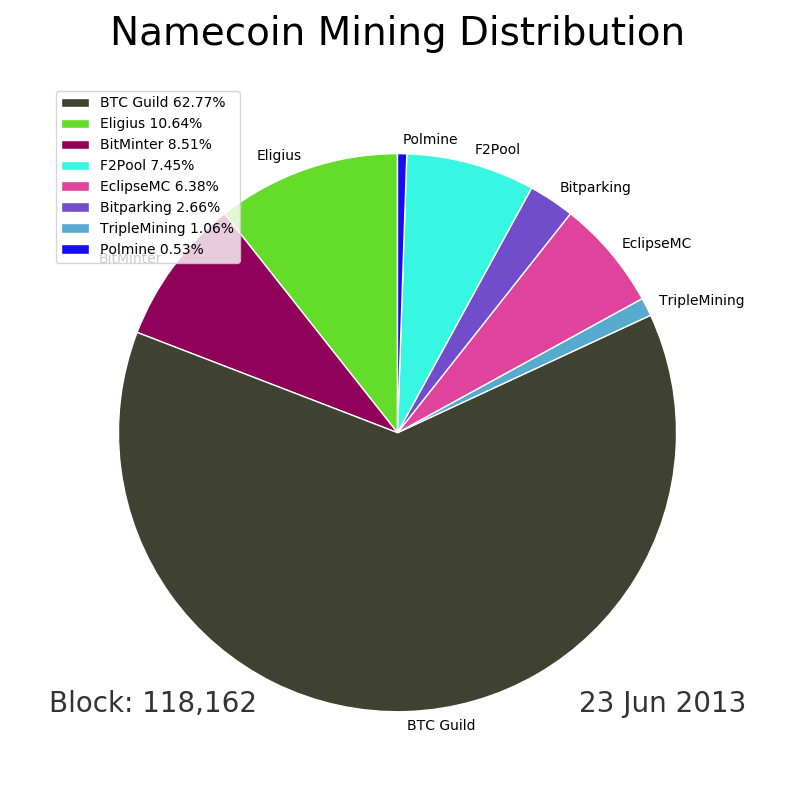 Namecoin Mining Distribution
BTC Guild 62.77%
Eligius 10.64%
BitMinter 8.51%
F2Pool 7.45%
EclipseMC 6.38%
Bitparking 2.66%
TripleMining 1.06%
Polmine 0.53%
Polmine
F2Pool
Eligius
Bitparking
EclipseMC
BitMinter
TripleMining
BTC Guild
Block: 118,162
23 Jun 2013